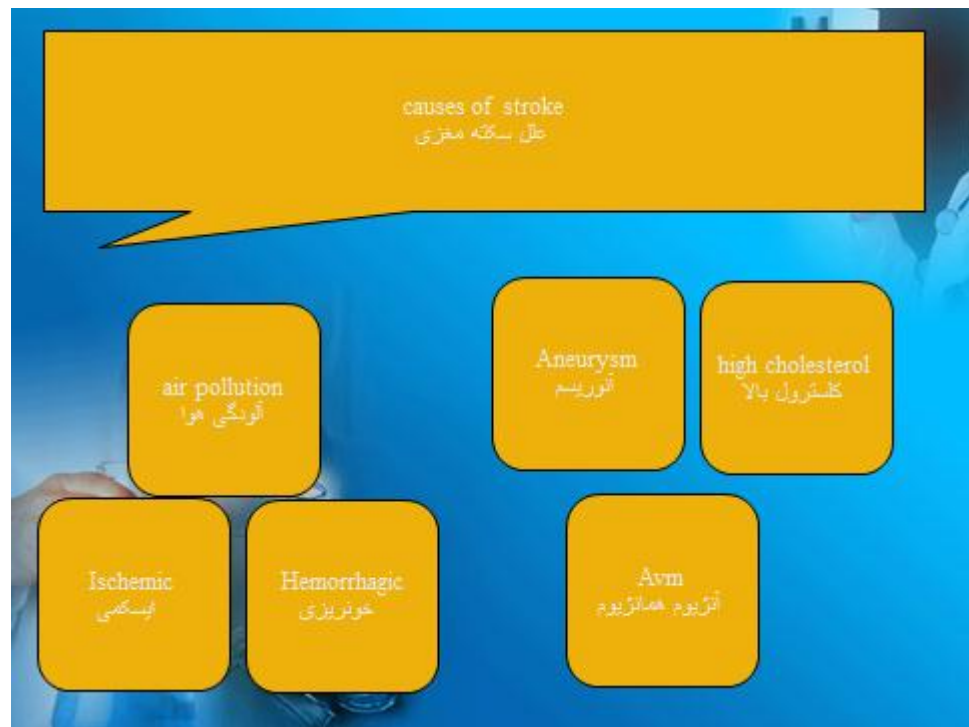 causes of stroke
علل سکته مغزی
air pollution
آلودگی هوا
Aneurysm
آنوریسم
high cholesterol
کلسترول بالا
Ischemic
ایسکمی
Hemorrhagic
خونریزی
Avm
آنژیوم همانژیوم